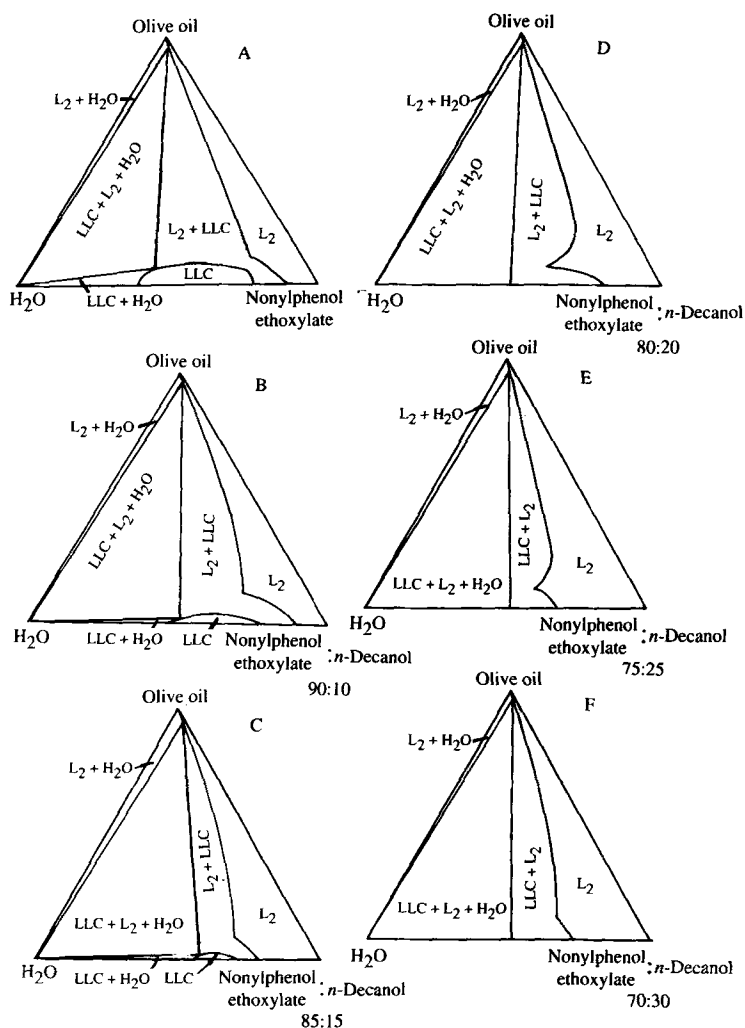 Olive oil
A
L₂ + H₂O
LLC + L₂ + H₂O
L₂ + LLC
L₂
LLC
H₂O
LLC + H₂O
Nonylphenol
ethoxylate
Olive oil
B
L₂ + H₂O
LLC + L₂ + H₂O
L₂ + LLC
L₂
H₂O
LLC + H₂O
LLC
Nonylphenol
ethoxylate
:n-Decanol
90:10
Olive oil
C
L₂ + H₂O
L₂ + LLC
LLC + L₂ + H₂O
L₂
H₂O
LLC + H₂O
LLC
Nonylphenol
ethoxylate
:n-Decanol
85:15
Olive oil
D
L₂ + H₂O
LLC + L₂ + H₂O
L₂ + LLC
L₂
H₂O
Nonylphenol
ethoxylate
:n-Decanol
80:20
Olive oil
E
L₂ + H₂O
LLC + L₂
LLC + L₂ + H₂O
L₂
H₂O
Nonylphenol
ethoxylate
:n-Decanol
75:25
Olive oil
F
L₂ + H₂O
LLC + L₂
LLC + L₂ + H₂O
L₂
H₂O
Nonylphenol
ethoxylate
:n-Decanol
70:30